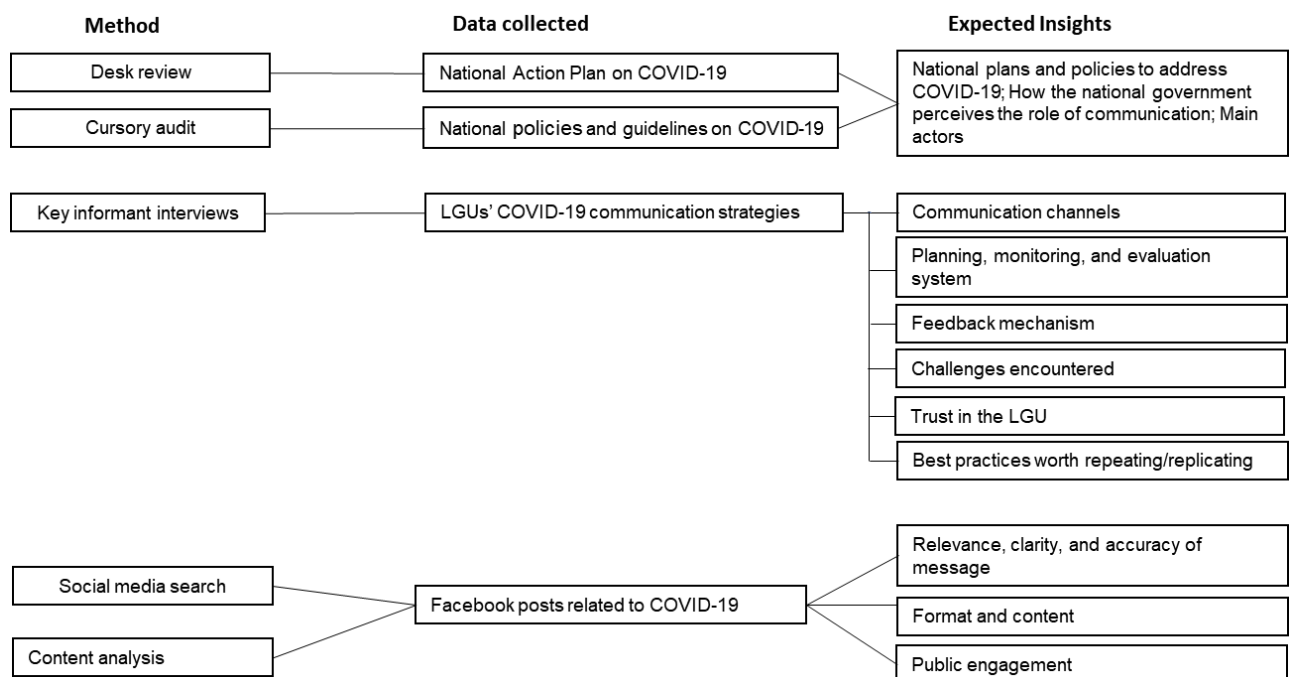 Method
Data collected
Expected Insights
Desk review
National Action Plan on COVID-19
National plans and policies to address
COVID-19; How the national government
perceives the role of communication; Main
actors
Cursory audit
National policies and guidelines on COVID-19
Key informant interviews
LGUs’ COVID-19 communication strategies
Communication channels
Planning, monitoring, and evaluation
system
Feedback mechanism
Challenges encountered
Trust in the LGU
Best practices worth repeating/replicating
Social media search
Content analysis
Facebook posts related to COVID-19
Relevance, clarity, and accuracy of
message
Format and content
Public engagement